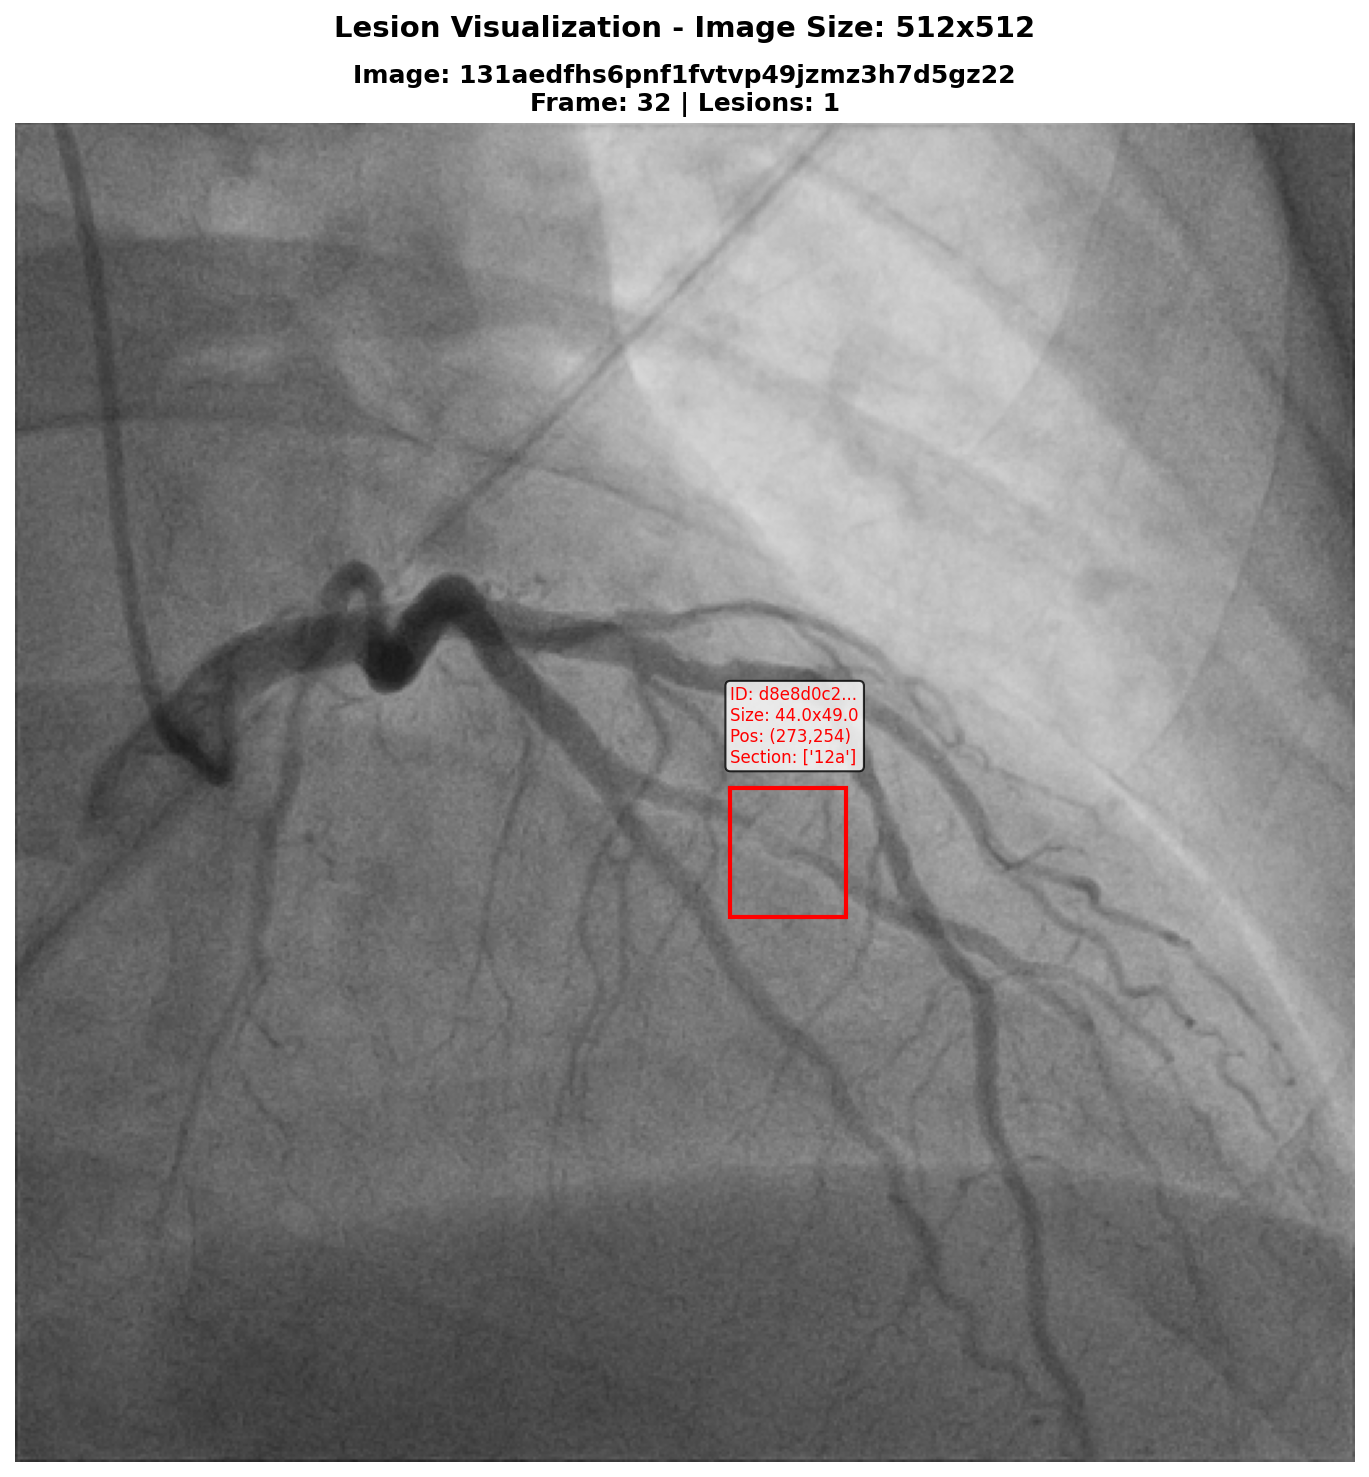 Lesion Visualization - Image Size: 512x512
Image: 131aedfhs6pnf1fvtvp49jzmz3h7d5gz22
Frame: 32 | Lesions: 1
ID: d8e8d0c2...
Size: 44.0x49.0
Pos: (273,254)
Section: ['12a']